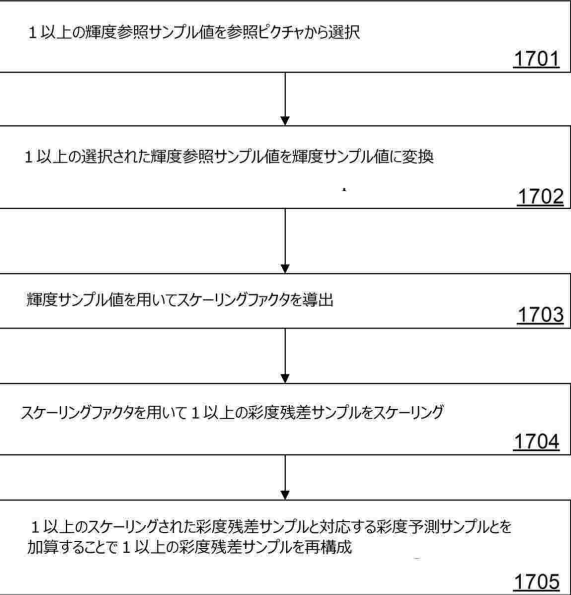 1以上の輝度参照サンプル値を参照ピクチャから選択
1701
1以上の選択された輝度参照サンプル値を輝度サンプル値に変換
1702
輝度サンプル値を用いてスケーリングファクタを導出
1703
スケーリングファクタを用いて1以上の彩度残差サンプルをスケーリング
1704
1以上のスケーリングされた彩度残差サンプルと対応する彩度予測サンプルとを
加算することで1以上の彩度残差サンプルを再構成
1705